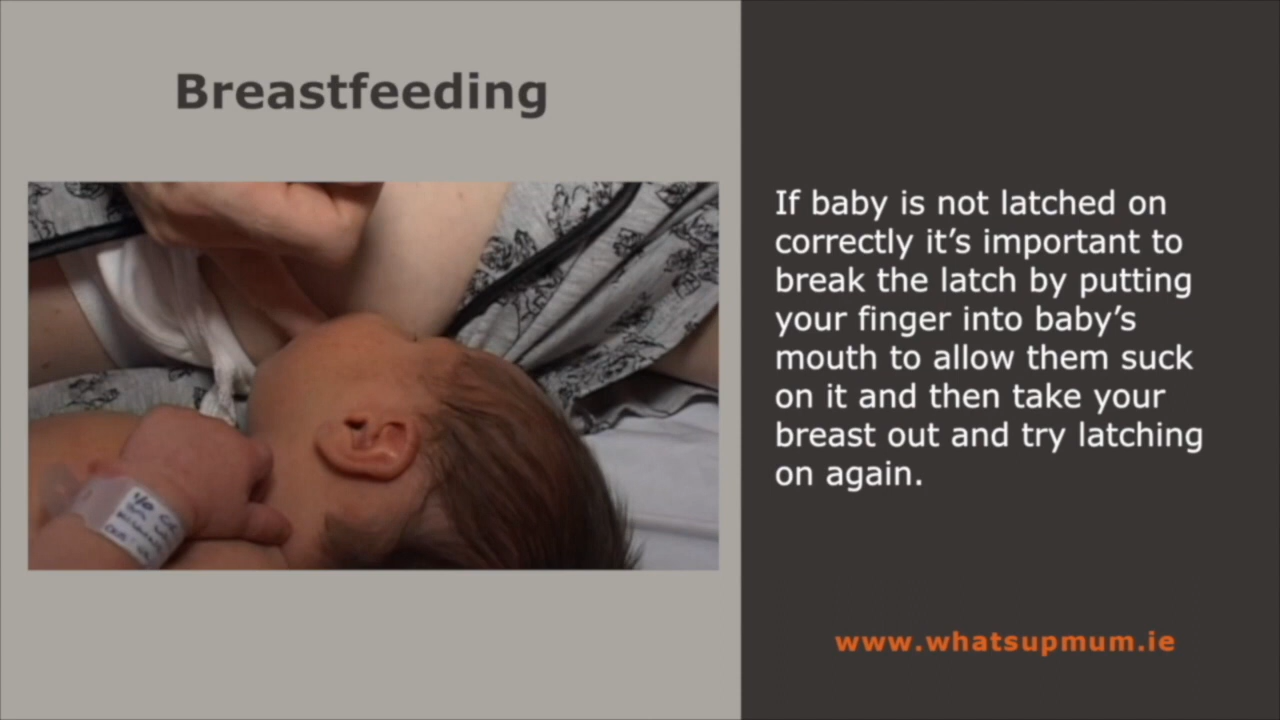 Breastfeeding
If baby is not latched on
correctly it’s important to
break the latch by putting
your finger into baby’s
mouth to allow them suck
on it and then take your
breast out and try latching
on again.
www.whatsupmum.ie